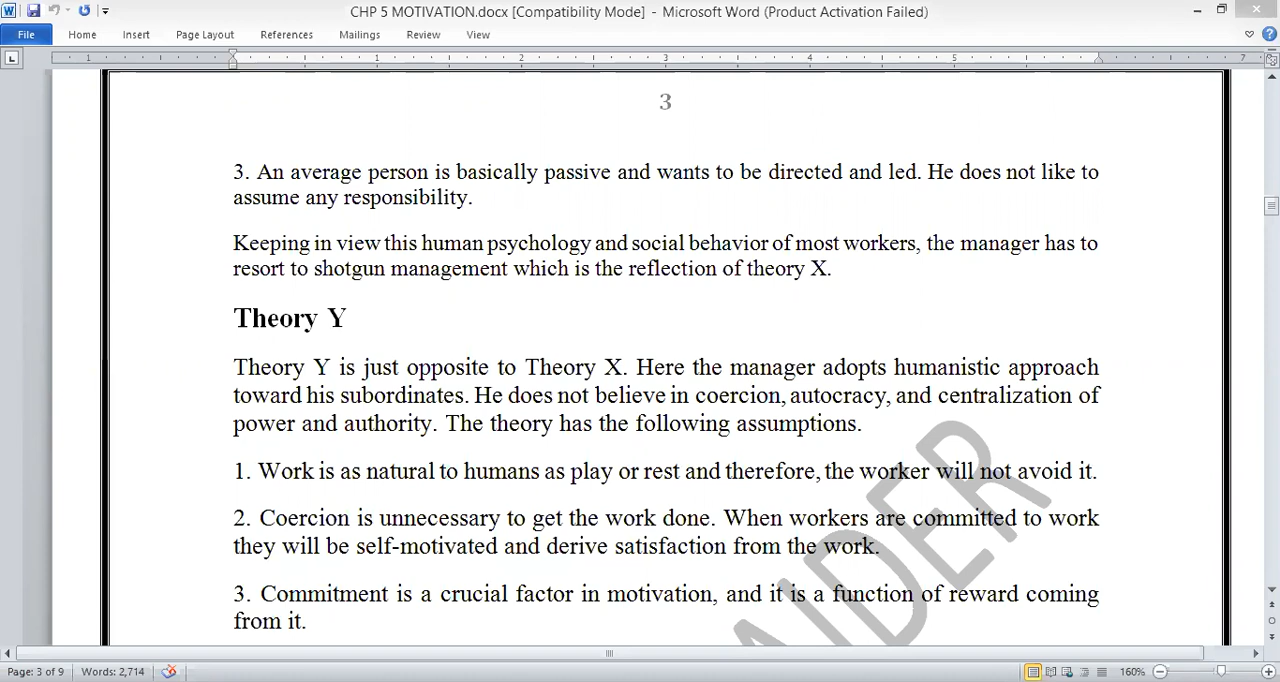 CHP 5 MOTIVATION.docx [Compatibility Mode] - Microsoft Word (Product Activation Failed)
File Home Insert Page Layout References Mailings Review View
1 1 2 3 4 5 7
3
3. An average person is basically passive and wants to be directed and led. He does not like to
assume any responsibility.
Keeping in view this human psychology and social behavior of most workers, the manager has to
resort to shotgun management which is the reflection of theory X.
Theory Y
Theory Y is just opposite to Theory X. Here the manager adopts humanistic approach
toward his subordinates. He does not believe in coercion, autocracy, and centralization of
power and authority. The theory has the following assumptions.
1. Work is as natural to humans as play or rest and therefore, the worker will not avoid it.
2. Coercion is unnecessary to get the work done. When workers are committed to work
they will be self-motivated and derive satisfaction from the work.
3. Commitment is a crucial factor in motivation, and it is a function of reward coming
from it.
Page: 3 of 9 Words: 2,714 160%